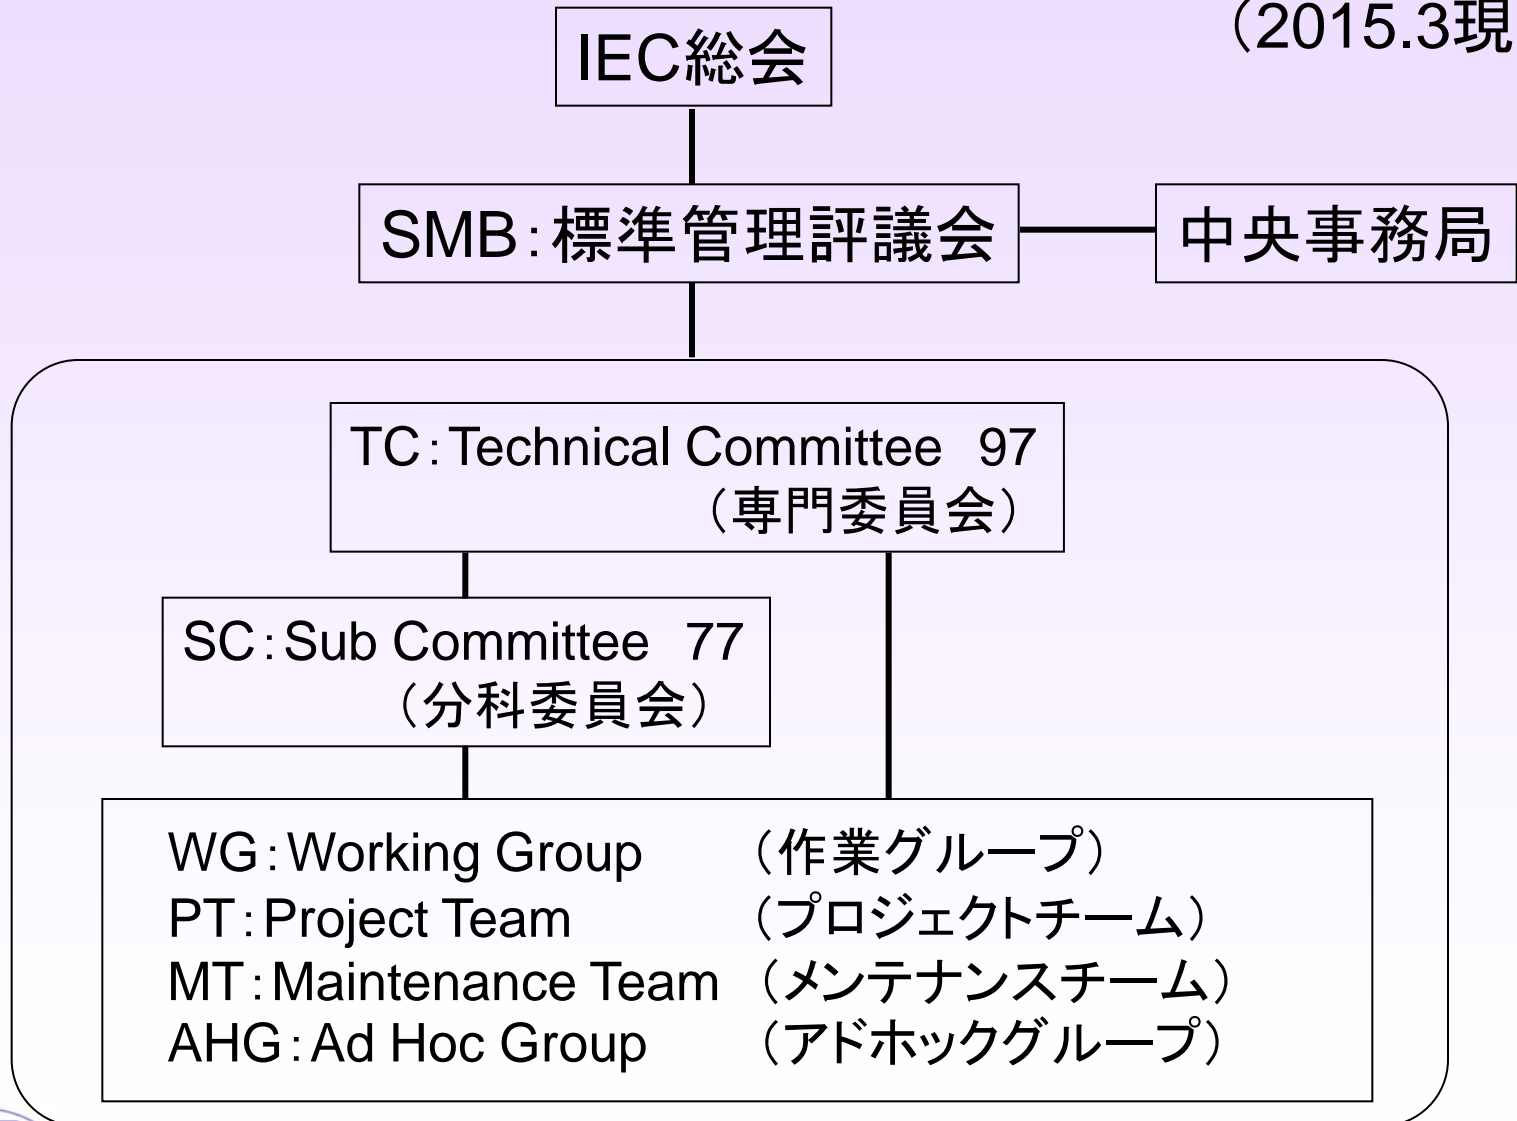 （2015.3現
IEC総会
SMB：標準管理評議会
中央事務局
TC：Technical Committee 97
（専門委員会）
SC：Sub Committee 77
（分科委員会）
WG：Working Group （作業グループ）
PT：Project Team （プロジェクトチーム）
MT：Maintenance Team （メンテナンスチーム）
AHG：Ad Hoc Group （アドホックグループ）